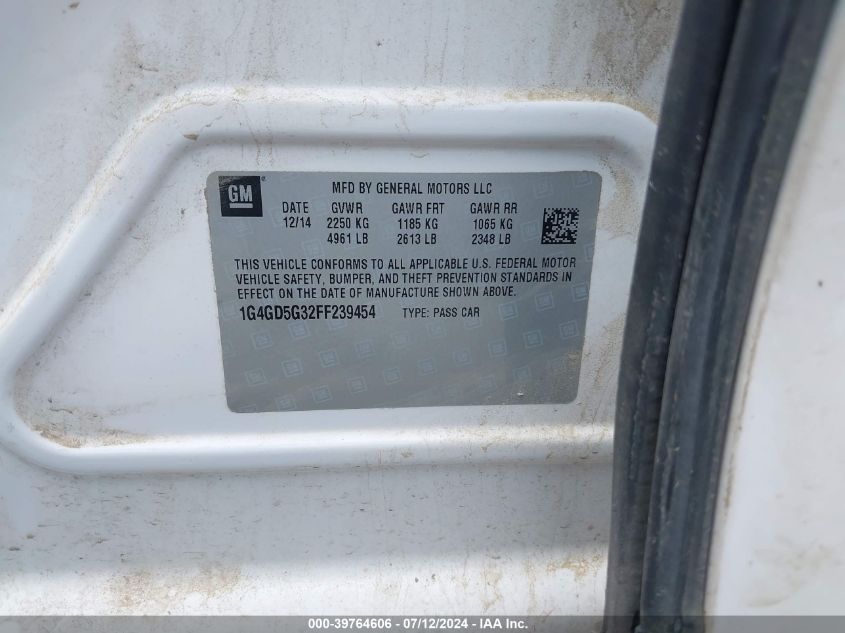 GM
MFD BY GENERAL MOTORS LLC
DATE GVWR GAWR FRT GAWR RR
12/14 2250 KG 1185 KG 1065 KG
4961 LB 2613 LB 2348 LB
THIS VEHICLE CONFORMS TO ALL APPLICABLE U.S. FEDERAL MOTOR
VEHICLE SAFETY, BUMPER, AND THEFT PREVENTION STANDARDS IN
EFFECT ON THE DATE OF MANUFACTURE SHOWN ABOVE.
1G4GD5G32FF239454 TYPE: PASS CAR
000-39764606 - 07/12/2024 - IAA Inc.